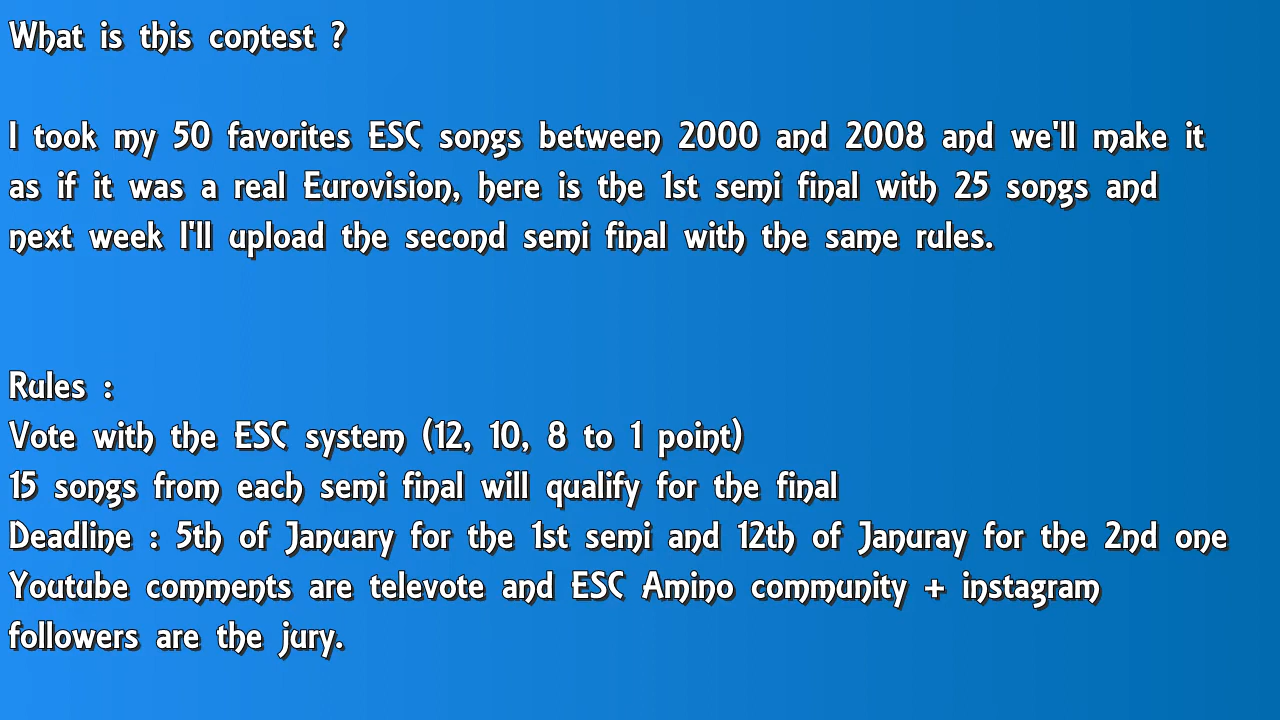 What is this contest ?
I took my 50 favorites ESC songs between 2000 and 2008 and we'll make it
as if it was a real Eurovision, here is the 1st semi final with 25 songs and
next week I'll upload the second semi final with the same rules.
Rules :
Vote with the ESC system (12, 10, 8 to 1 point)
15 songs from each semi final will qualify for the final
Deadline : 5th of January for the 1st semi and 12th of Januray for the 2nd one
Youtube comments are televote and ESC Amino community + instagram
followers are the jury.